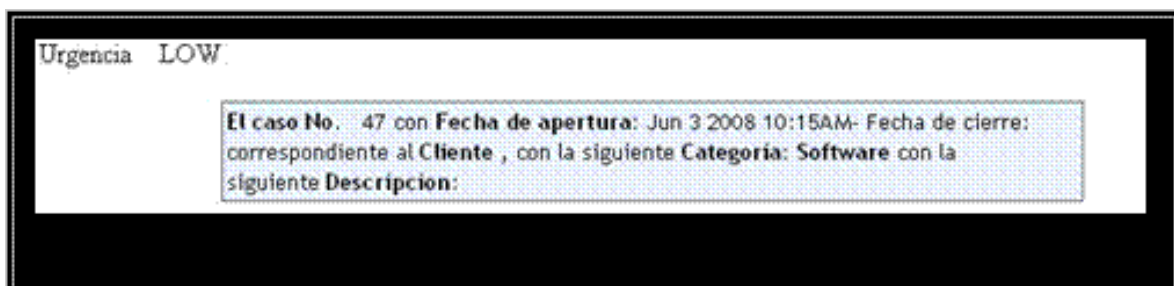 Urgencia LOW
El caso No. 47 con Fecha de apertura: Jun 3 2008 10:15AM- Fecha de cierre:
correspondiente al Cliente , con la siguiente Categoria: Software con la
siguiente Descripcion: